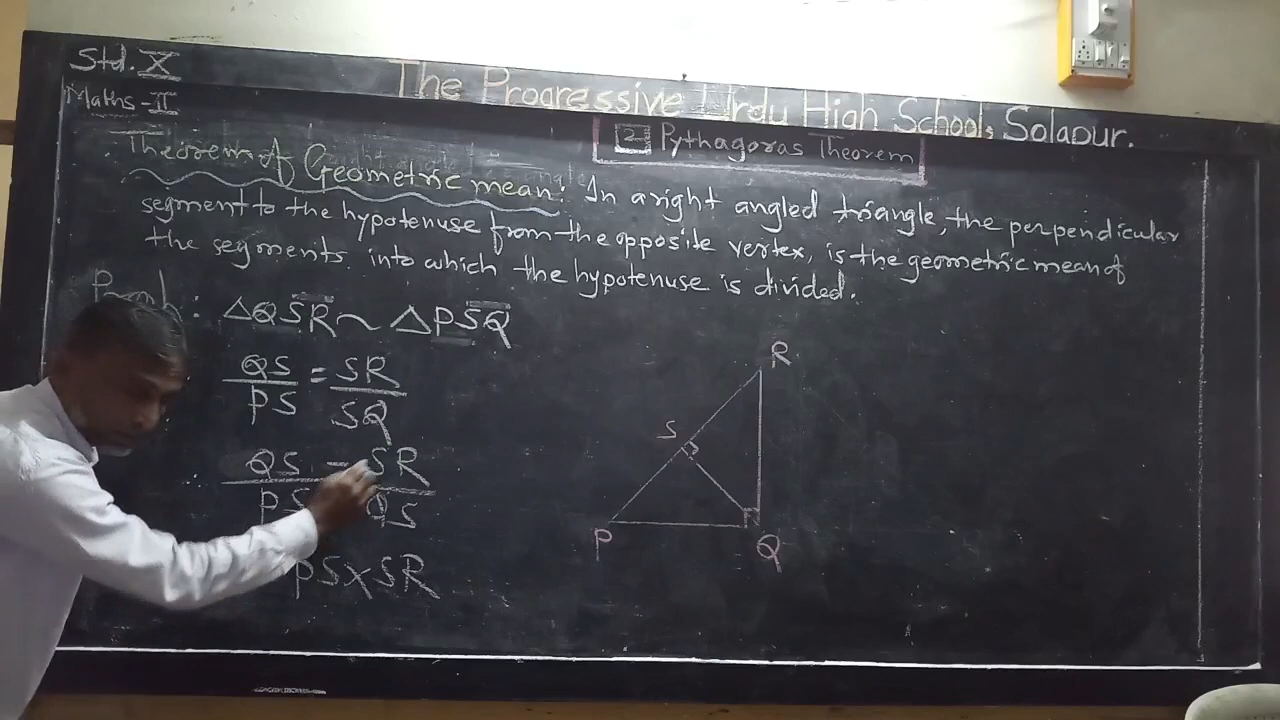 Std. X
The Progressive Urdu High School, Solapur.
Maths-II
2 Pythagoras Theorem
Theorem of Geometric mean: In a right angled triangle, the perpendicular
segment to the hypotenuse from the opposite vertex, is the geometric mean of
the segments into which the hypotenuse is divided.
: △QSR ~ △PSQ
QS = SR
PS SQ
QS = SR
PS QS
PS×SR
R
S
P
Q